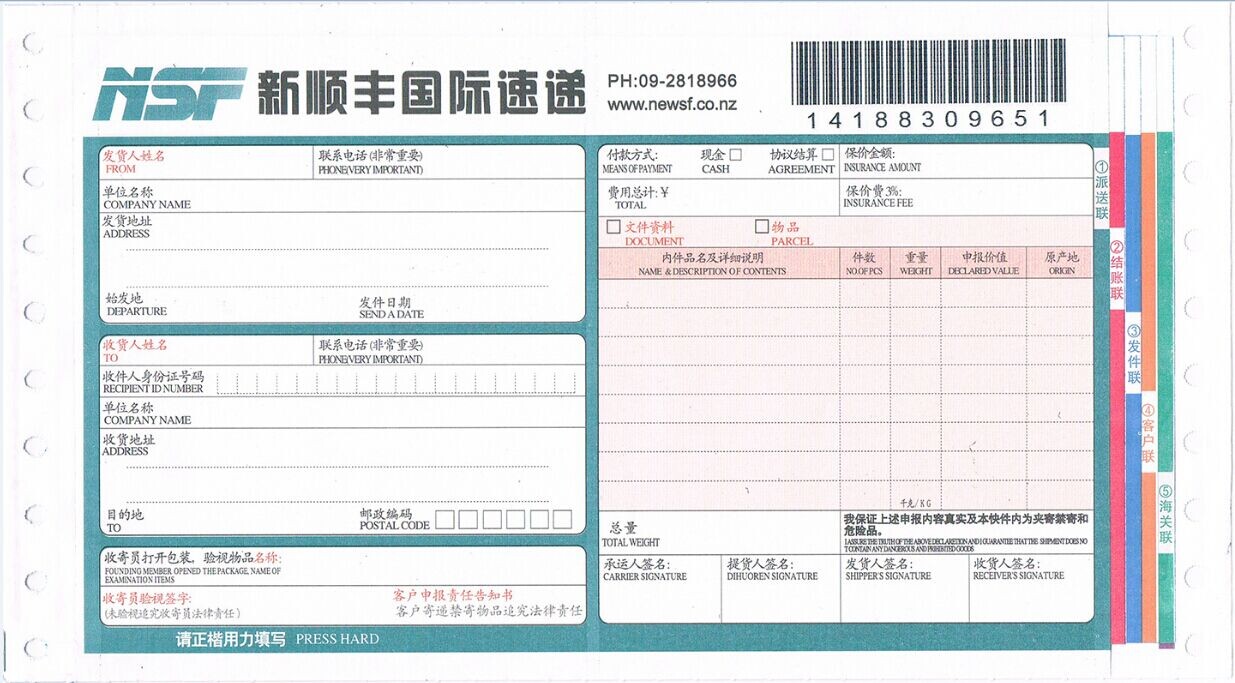 NSF 新顺丰国际速递
PH:09-2818966
www.newsf.co.nz
14188309651
发货人姓名
FROM
联系电话(非常重要)
PHONE(VERY IMPORTANT)
单位名称
COMPANY NAME
发货地址
ADDRESS
始发地
DEPARTURE
发件日期
SEND A DATE
收货人姓名
TO
联系电话(非常重要)
PHONE(VERY IMPORTANT)
收件人身份证号码
RECIPIENT ID NUMBER
单位名称
COMPANY NAME
收货地址
ADDRESS
目的地
TO
邮政编码
POSTAL CODE
收寄员打开包装，验视物品名称:
FOUNDING MEMBER OPENED THE PACKAGE, NAME OF
EXAMINATION ITEMS
收寄员验视签字:
(未验视追究收寄员法律责任)
客户申报责任告知书
客户寄递禁寄物品追究法律责任
请正楷用力填写 PRESS HARD
付款方式:
MEANS OF PAYMENT
现金
CASH
协议结算
AGREEMENT
保价金额:
INSURANCE AMOUNT
费用总计:￥
TOTAL
保价费3%:
INSURANCE FEE
文件资料
DOCUMENT
物品
PARCEL
内件品名及详细说明
NAME & DESCRIPTION OF CONTENTS
件数
NO.OF PCS
重量
WEIGHT
申报价值
DECLARED VALUE
原产地
ORIGIN
千克/KG
总量
TOTAL WEIGHT
我保证上述申报内容真实及本快件内为夹寄禁寄和
危险品。
I ASSURE THE TRUTH OF THE ABOVE DECLARETION AND I GUARANTEE THAT THE SHIPMENT DOES NO
T CONTAIN ANY DANGEROUS AND PROHIBITED GOODS
承运人签名:
CARRIER SIGNATURE
提货人签名:
DIHUOREN SIGNATURE
发货人签名:
SHIPPER'S SIGNATURE
收货人签名:
RECEIVER'S SIGNATURE
①派送联
②结账联
③发件联
④客户联
⑤海关联